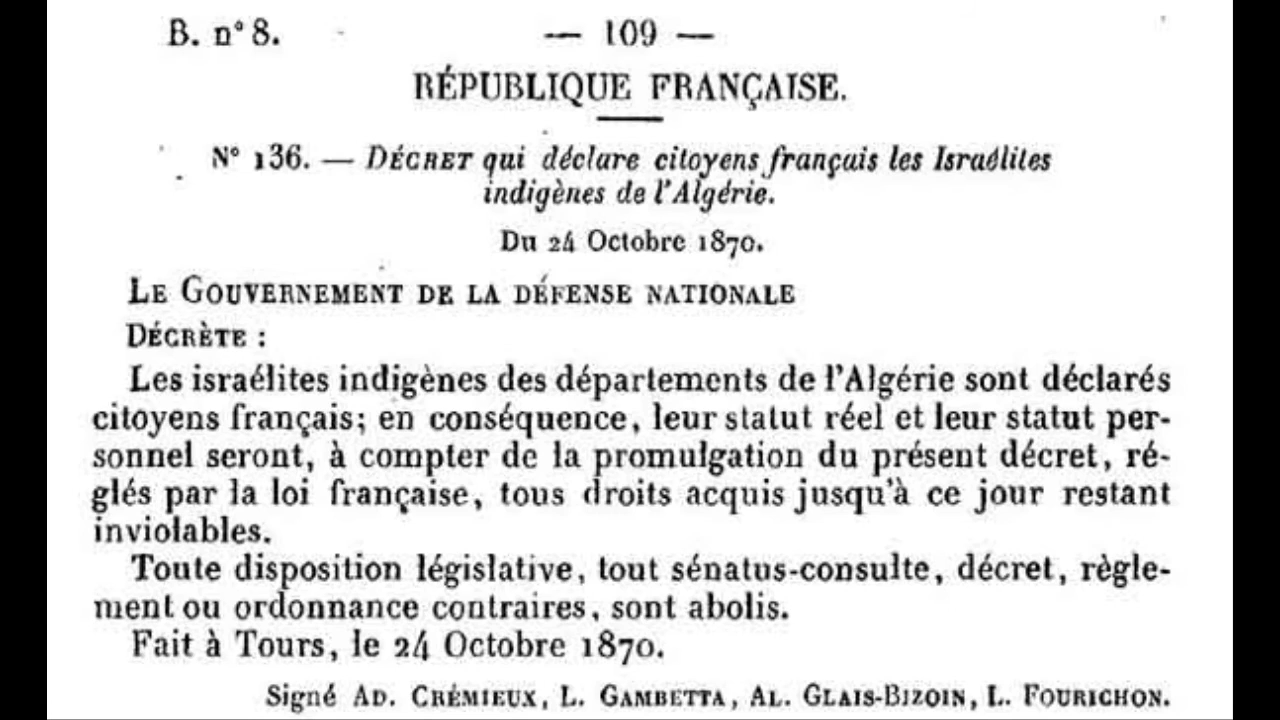 B. n° 8. — 109 —
RÉPUBLIQUE FRANÇAISE.
N° 136. — DÉCRET qui déclare citoyens français les Israélites
indigènes de l'Algérie.
Du 24 Octobre 1870.
LE GOUVERNEMENT DE LA DÉFENSE NATIONALE
DÉCRÈTE :
Les israélites indigènes des départements de l'Algérie sont déclarés
citoyens français; en conséquence, leur statut réel et leur statut per-
sonnel seront, à compter de la promulgation du présent décret, ré-
glés par la loi française, tous droits acquis jusqu'à ce jour restant
inviolables.
Toute disposition législative, tout sénatus-consulte, décret, règle-
ment ou ordonnance contraires, sont abolis.
Fait à Tours, le 24 Octobre 1870.
Signé AD. CRÉMIEUX, L. GAMBETTA, AL. GLAIS-BIZOIN, L. FOURICHON.